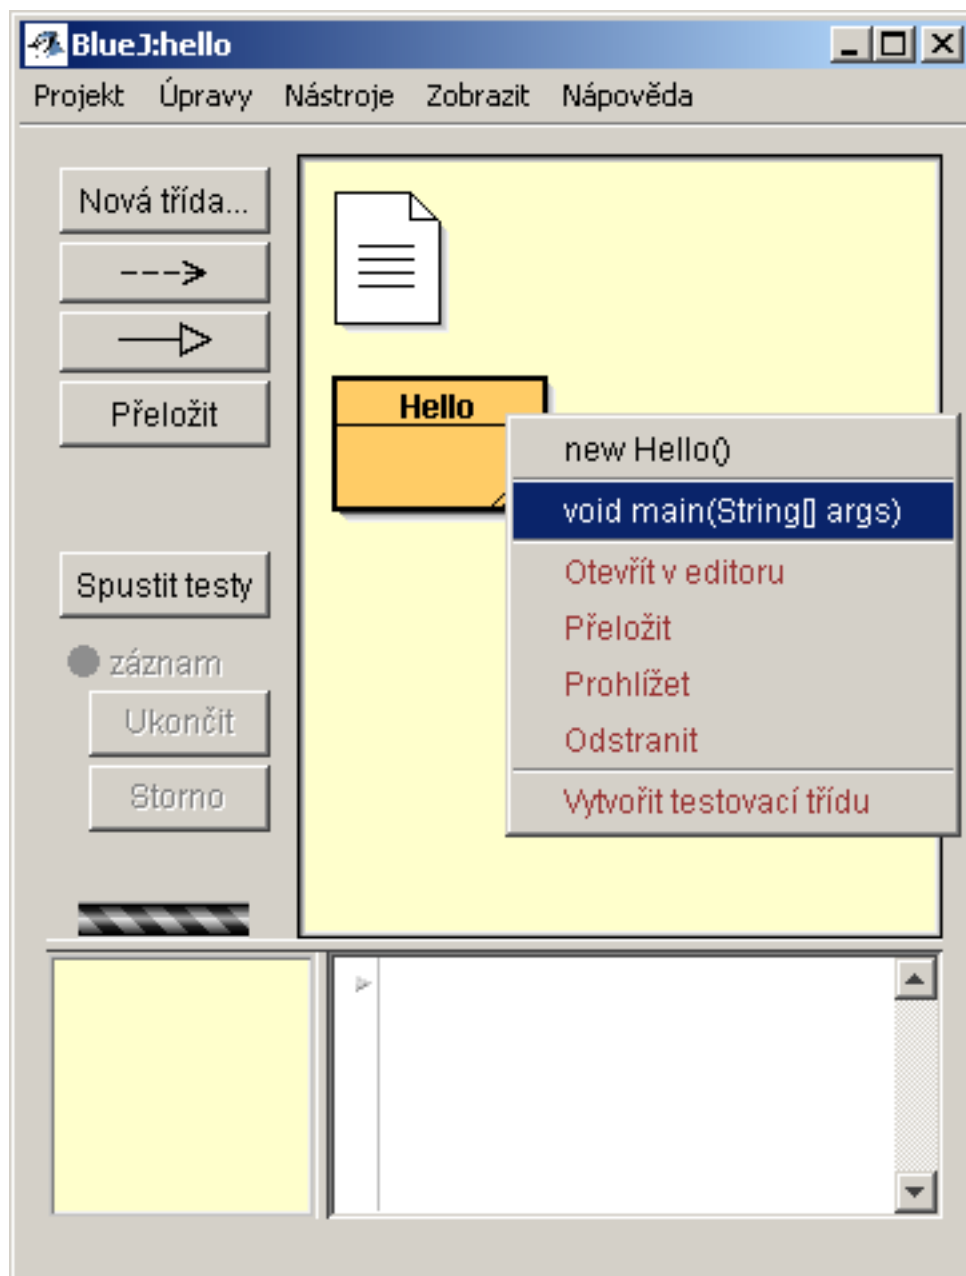 BlueJ:hello
Projekt Úpravy Nástroje Zobrazit Nápověda
Nová třída...
Přeložit
Spustit testy
záznam
Ukončit
Storno
Hello
new Hello()
void main(String[] args)
Otevřít v editoru
Přeložit
Prohlížet
Odstranit
Vytvořit testovací třídu